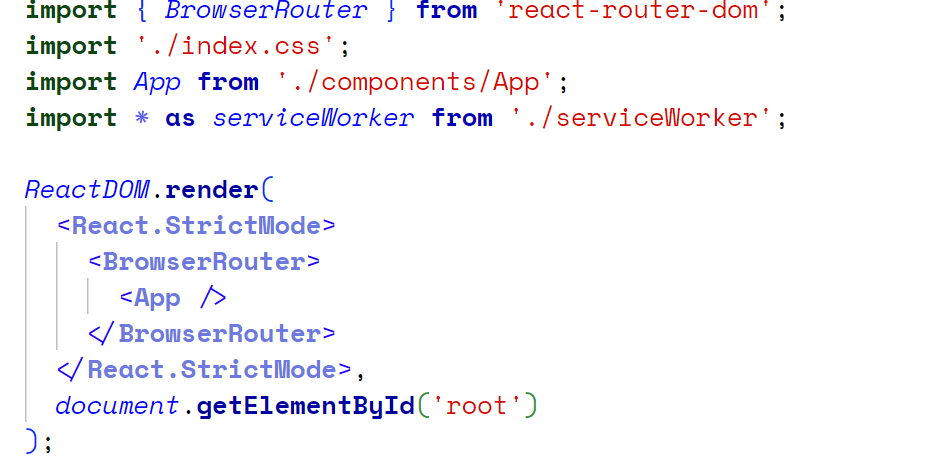 import { BrowserRouter } from 'react-router-dom';
import './index.css';
import App from './components/App';
import * as serviceWorker from './serviceWorker';
ReactDOM.render(
<React.StrictMode>
<BrowserRouter>
<App />
</BrowserRouter>
</React.StrictMode>,
document.getElementById('root')
);